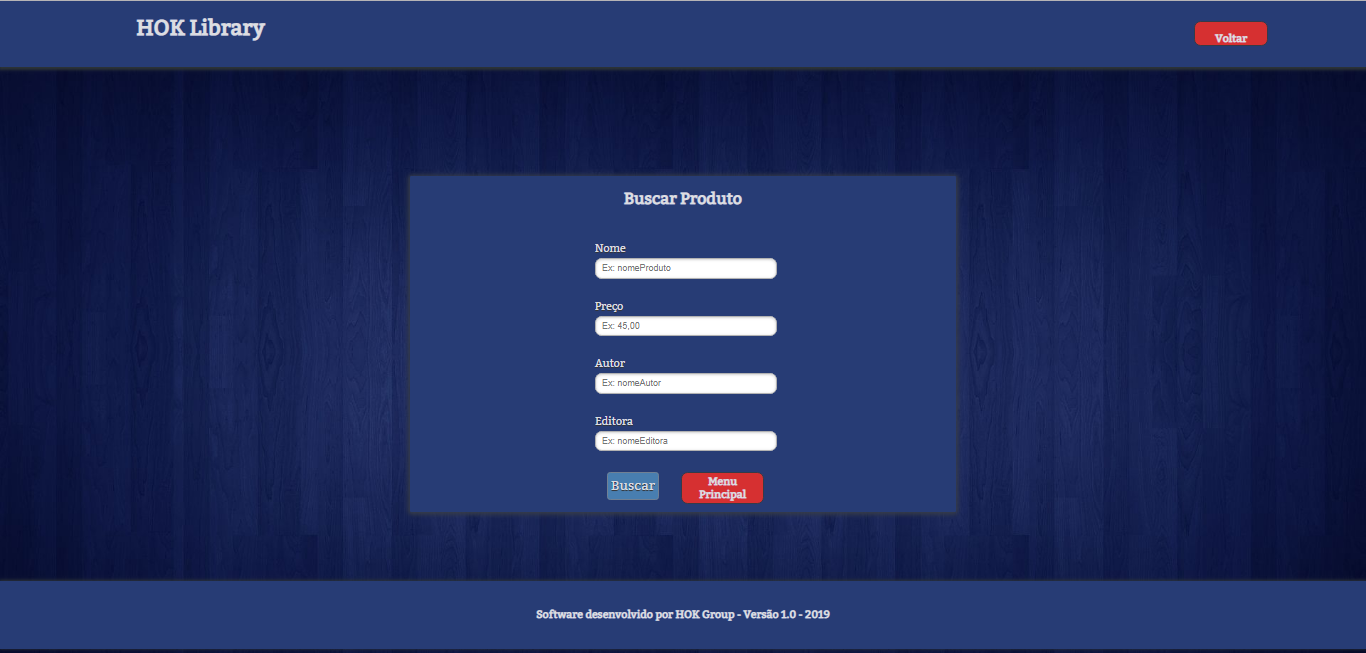 HOK Library
Voltar
Buscar Produto
Nome
Ex: nomeProduto
Preço
Ex: 45,00
Autor
Ex: nomeAutor
Editora
Ex: nomeEditora
Buscar
Menu
Principal
Software desenvolvido por HOK Group - Versão 1.0 - 2019